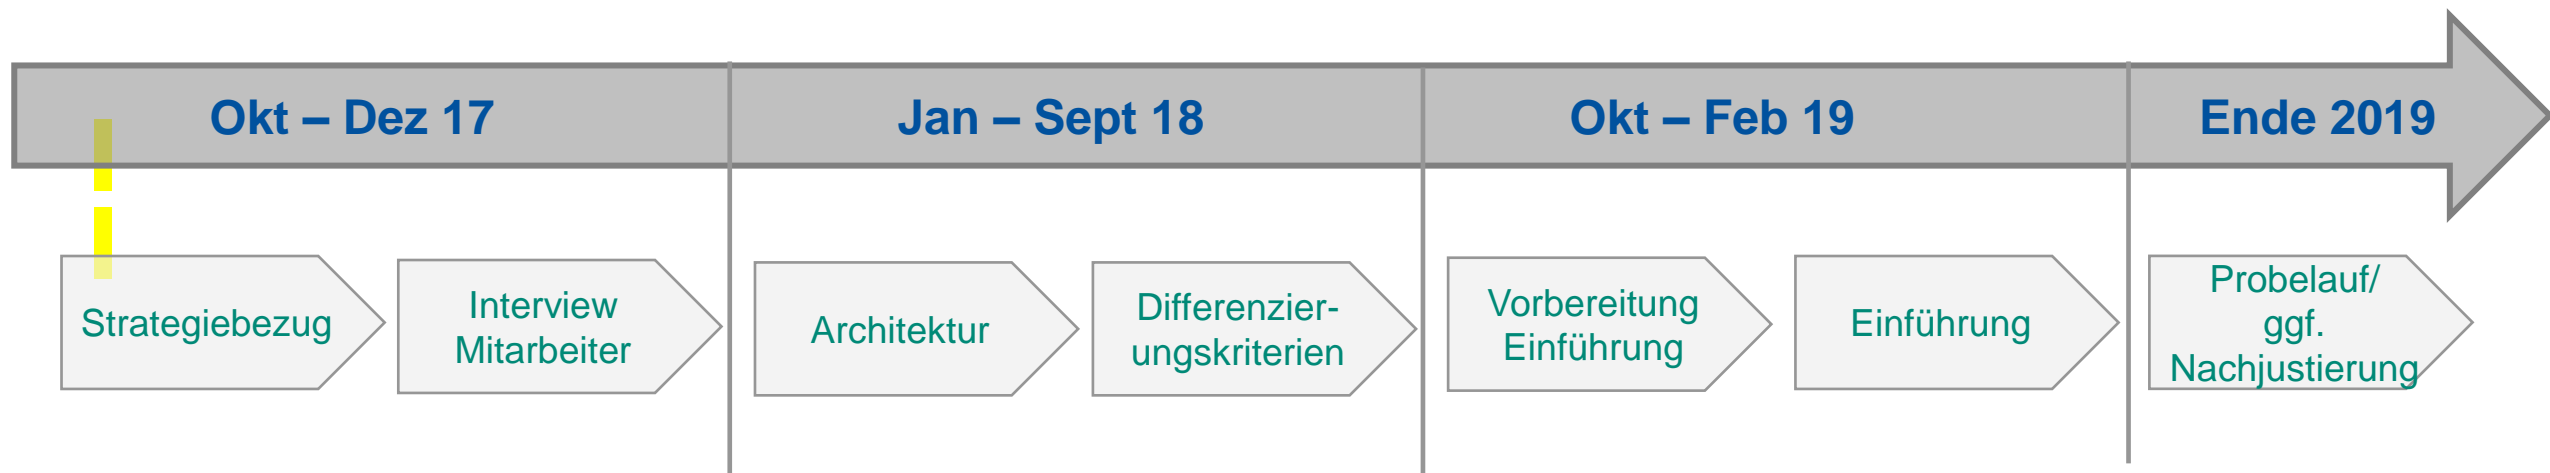 Okt – Dez 17
Jan – Sept 18
Okt – Feb 19
Ende 2019
Strategiebezug
Interview
Mitarbeiter
Architektur
Differenzier-
ungskriterien
Vorbereitung
Einführung
Einführung
Probelauf/
ggf.
Nachjustierung